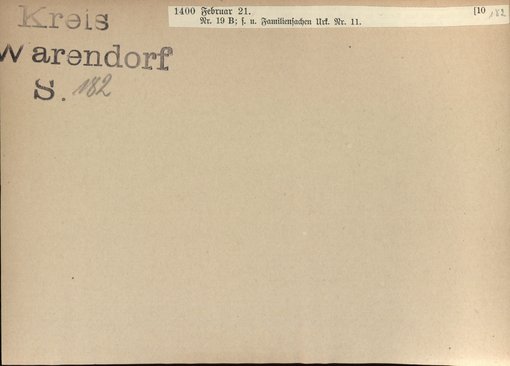 Kreis
Warendorf
S. 182
1400 Februar 21. [10 182
Nr. 19 B; ſ. u. Familienſachen Urk. Nr. 11.